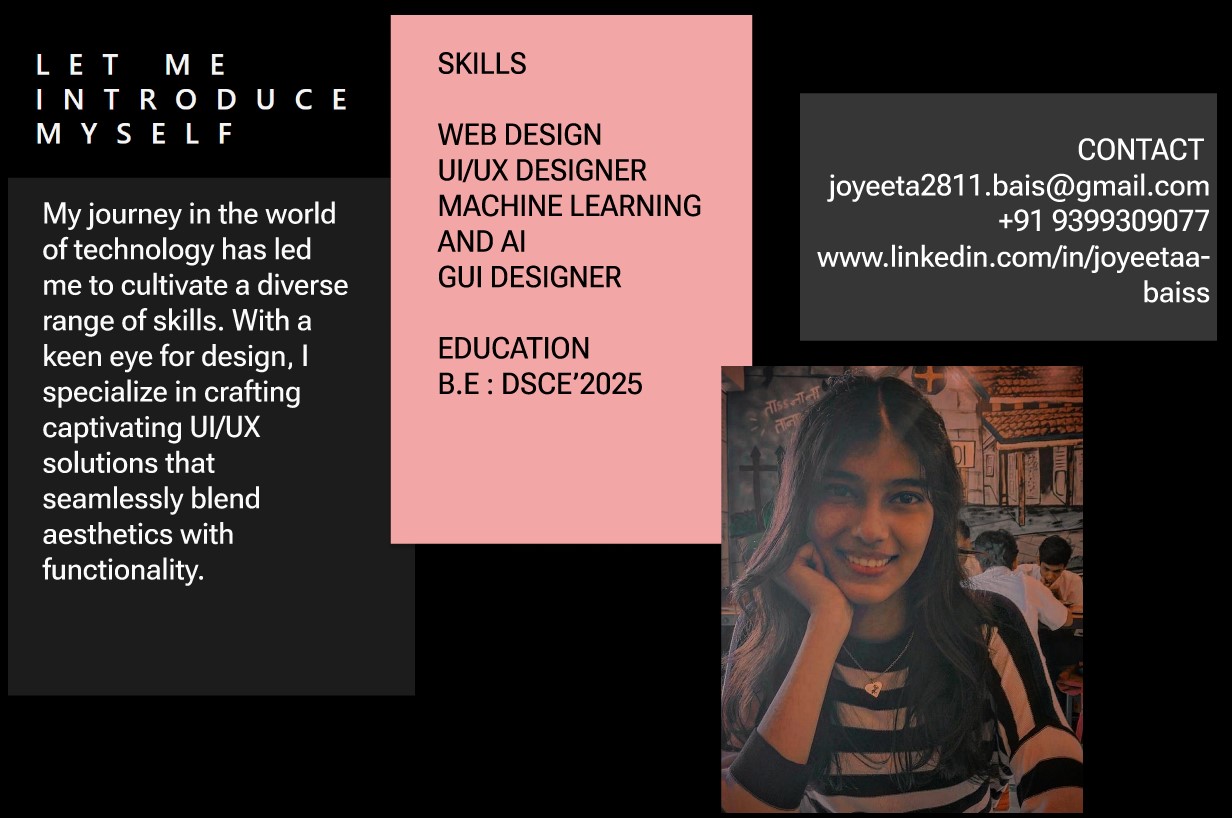 LET ME
INTRODUCE
MYSELF
My journey in the world
of technology has led
me to cultivate a diverse
range of skills. With a
keen eye for design, I
specialize in crafting
captivating UI/UX
solutions that
seamlessly blend
aesthetics with
functionality.
SKILLS
WEB DESIGN
UI/UX DESIGNER
MACHINE LEARNING
AND AI
GUI DESIGNER
EDUCATION
B.E : DSCE’2025
CONTACT
joyeeta2811.bais@gmail.com
+91 9399309077
www.linkedin.com/in/joyeetaa-
baiss